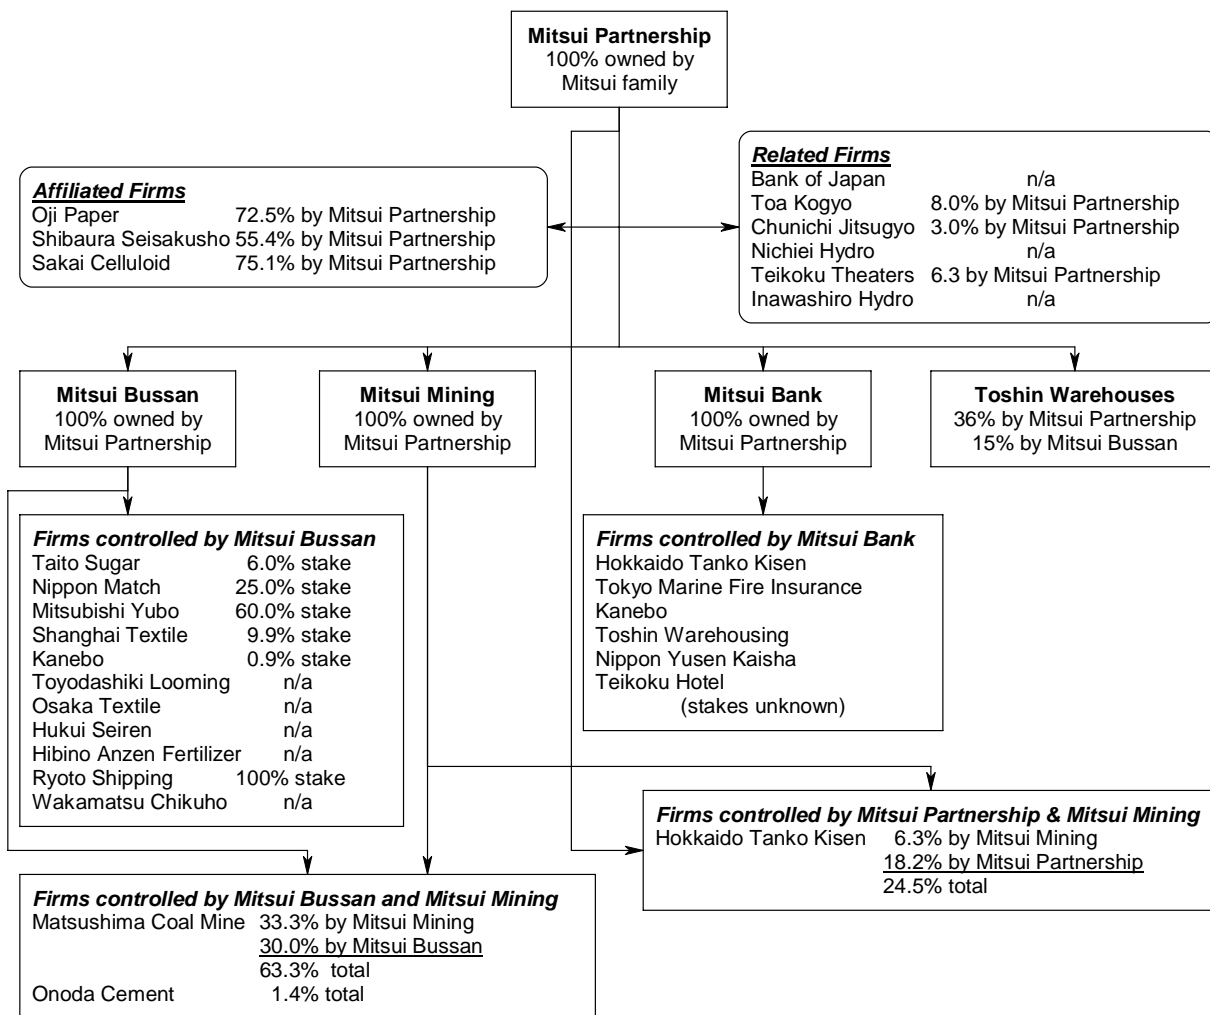 Mitsui Partnership
100% owned by
Mitsui family
Affiliated Firms
Oji Paper 72.5% by Mitsui Partnership
Shibaura Seisakusho 55.4% by Mitsui Partnership
Sakai Celluloid 75.1% by Mitsui Partnership
Related Firms
Bank of Japan n/a
Toa Kogyo 8.0% by Mitsui Partnership
Chunichi Jitsugyo 3.0% by Mitsui Partnership
Nichiei Hydro n/a
Teikoku Theaters 6.3 by Mitsui Partnership
Inawashiro Hydro n/a
Mitsui Bussan
100% owned by
Mitsui Partnership
Mitsui Mining
100% owned by
Mitsui Partnership
Mitsui Bank
100% owned by
Mitsui Partnership
Toshin Warehouses
36% by Mitsui Partnership
15% by Mitsui Bussan
Firms controlled by Mitsui Bussan
Taito Sugar 6.0% stake
Nippon Match 25.0% stake
Mitsubishi Yubo 60.0% stake
Shanghai Textile 9.9% stake
Kanebo 0.9% stake
Toyodashiki Looming n/a
Osaka Textile n/a
Hukui Seiren n/a
Hibino Anzen Fertilizer n/a
Ryoto Shipping 100% stake
Wakamatsu Chikuho n/a
Firms controlled by Mitsui Bank
Hokkaido Tanko Kisen
Tokyo Marine Fire Insurance
Kanebo
Toshin Warehousing
Nippon Yusen Kaisha
Teikoku Hotel
(stakes unknown)
Firms controlled by Mitsui Partnership & Mitsui Mining
Hokkaido Tanko Kisen 6.3% by Mitsui Mining
18.2% by Mitsui Partnership
24.5% total
Firms controlled by Mitsui Bussan and Mitsui Mining
Matsushima Coal Mine 33.3% by Mitsui Mining
30.0% by Mitsui Bussan
63.3% total
Onoda Cement 1.4% total